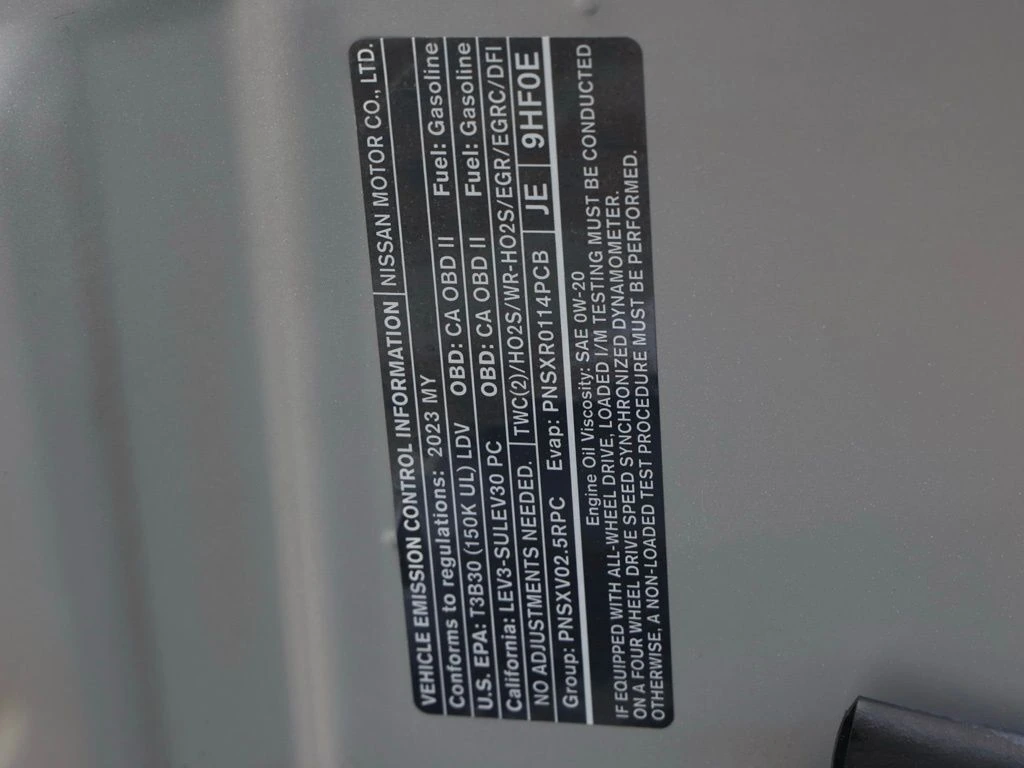 VEHICLE EMISSION CONTROL INFORMATION NISSAN MOTOR CO., LTD.
Conforms to regulations: 2023 MY Fuel: Gasoline
U.S. EPA: T3B30 (150K UL) LDV OBD: CA OBD II Fuel: Gasoline
California: LEV3-SULEV30 PC OBD: CA OBD II
NO ADJUSTMENTS NEEDED. TWC(2)/HO2S/WR-HO2S/EGR/EGRC/DFI
Group: PNSXV02.5RPC Evap: PNSXR0114PCB JE 9HF0E
Engine Oil Viscosity: SAE 0W-20
IF EQUIPPED WITH ALL-WHEEL DRIVE, LOADED I/M TESTING MUST BE CONDUCTED
ON A FOUR WHEEL DRIVE SPEED SYNCHRONIZED DYNAMOMETER.
OTHERWISE, A NON-LOADED TEST PROCEDURE MUST BE PERFORMED.